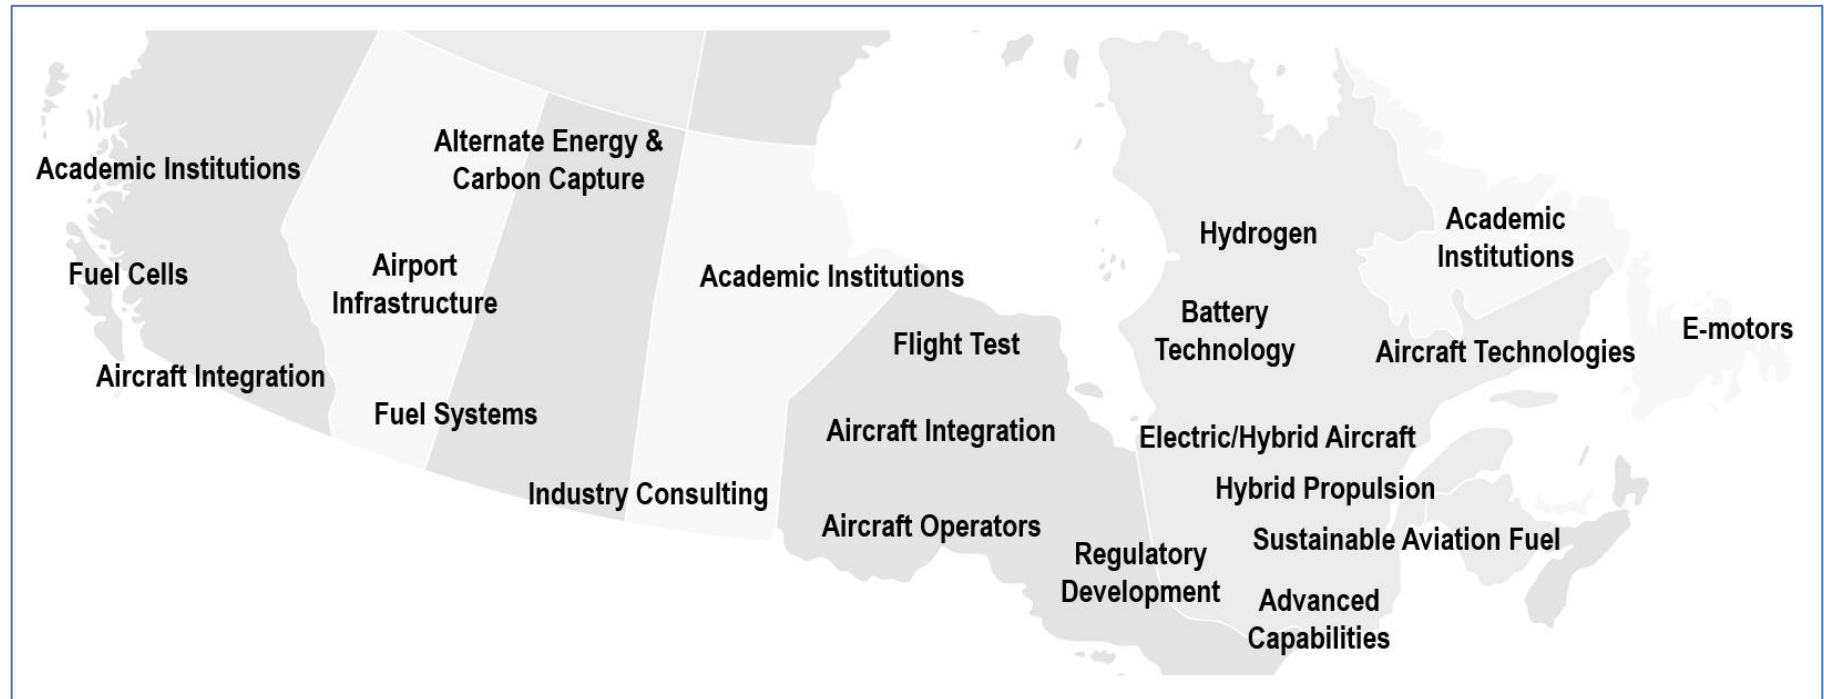 Academic Institutions
Fuel Cells
Aircraft Integration
Alternate Energy &
Carbon Capture
Airport
Infrastructure
Fuel Systems
Industry Consulting
Academic Institutions
Flight Test
Aircraft Integration
Aircraft Operators
Regulatory
Development
Hydrogen
Battery
Technology
Electric/Hybrid Aircraft
Hybrid Propulsion
Sustainable Aviation Fuel
Advanced
Capabilities
Academic
Institutions
Aircraft Technologies
E-motors